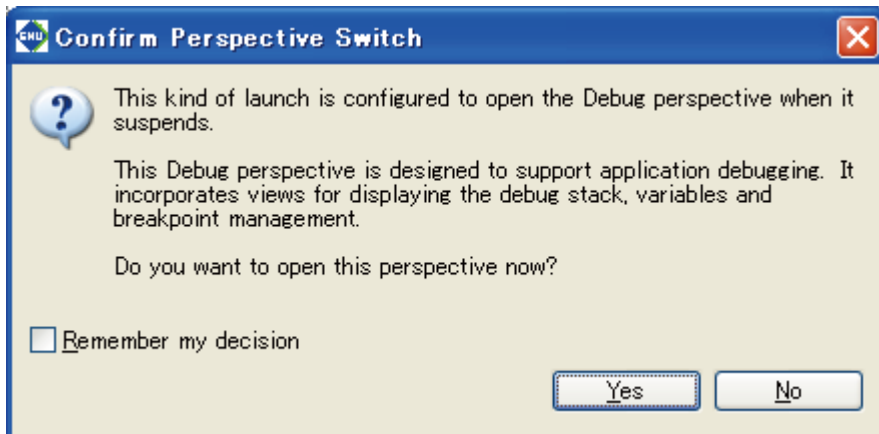 GNU Confirm Perspective Switch
This kind of launch is configured to open the Debug perspective when it
suspends.
This Debug perspective is designed to support application debugging. It
incorporates views for displaying the debug stack, variables and
breakpoint management.
Do you want to open this perspective now?
Remember my decision
Yes No